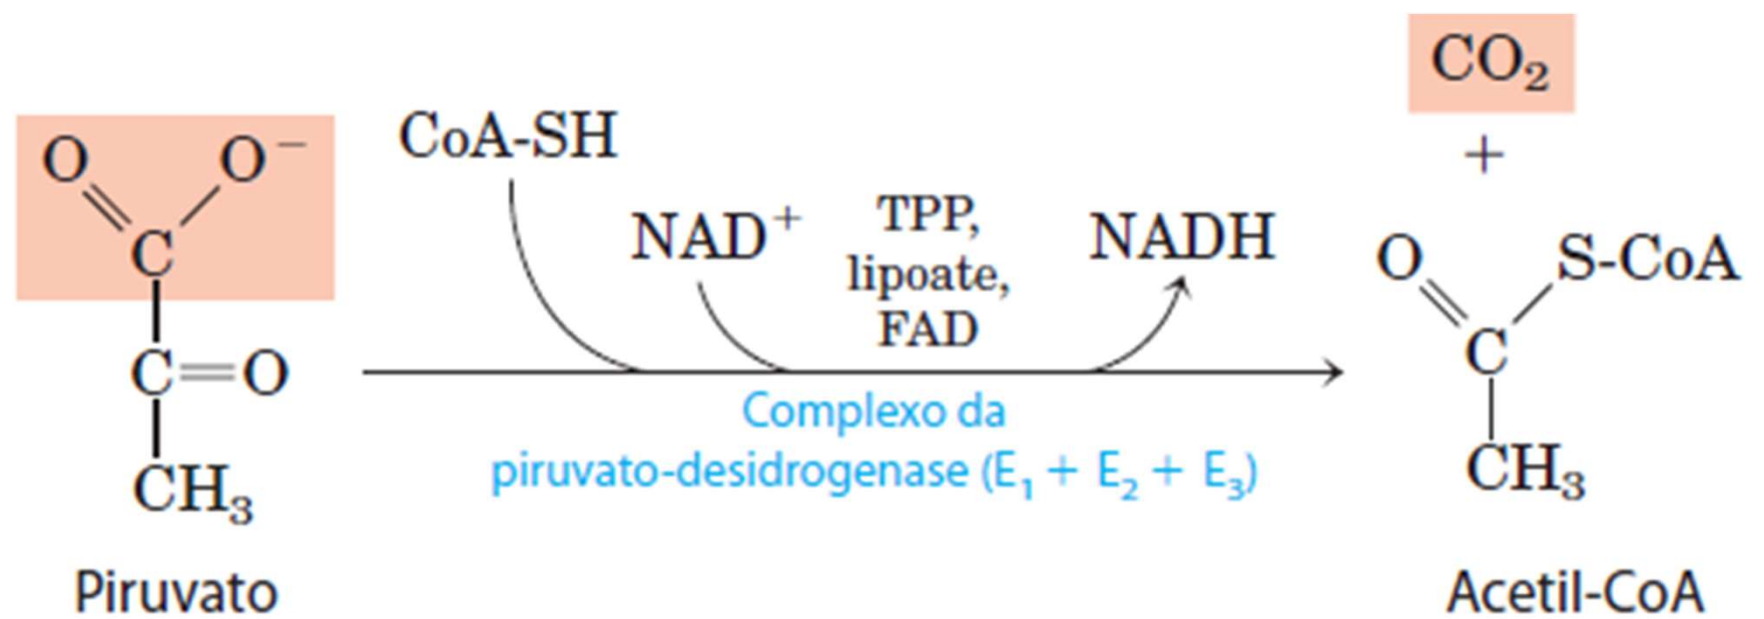 O O⁻
C
C=O
CH₃
Piruvato
CoA-SH
NAD⁺
TPP,
lipoate,
FAD
NADH
Complexo da
piruvato-desidrogenase (E₁ + E₂ + E₃)
CO₂
+
O S-CoA
C
CH₃
Acetil-CoA